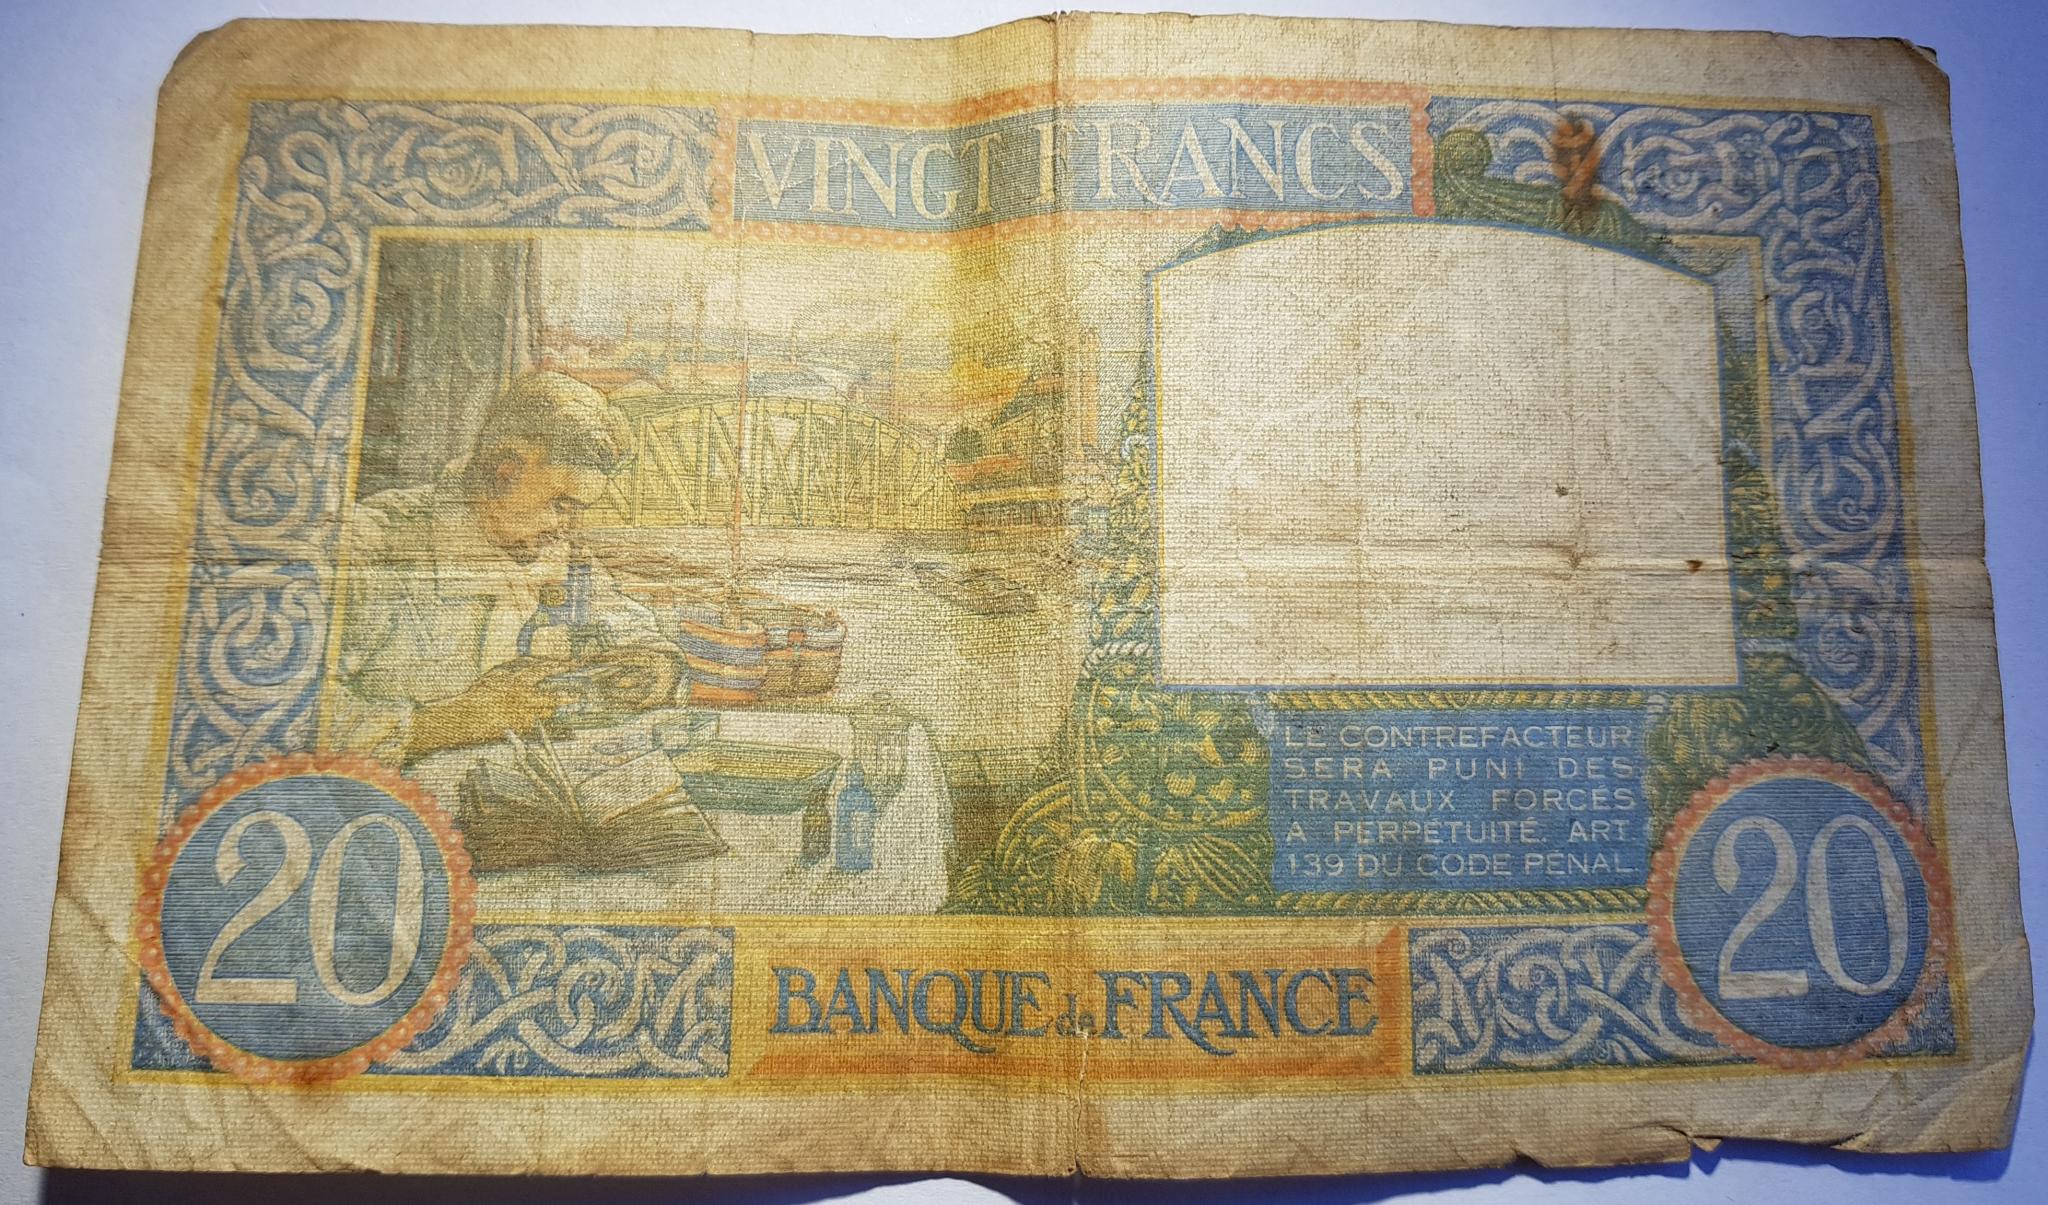 VINGT FRANCS
LE CONTREFACTEUR
SERA PUNI DES
TRAVAUX FORCÉS
A PERPÉTUITÉ. ART.
139 DU CODE PÉNAL
20
20
BANQUE de FRANCE